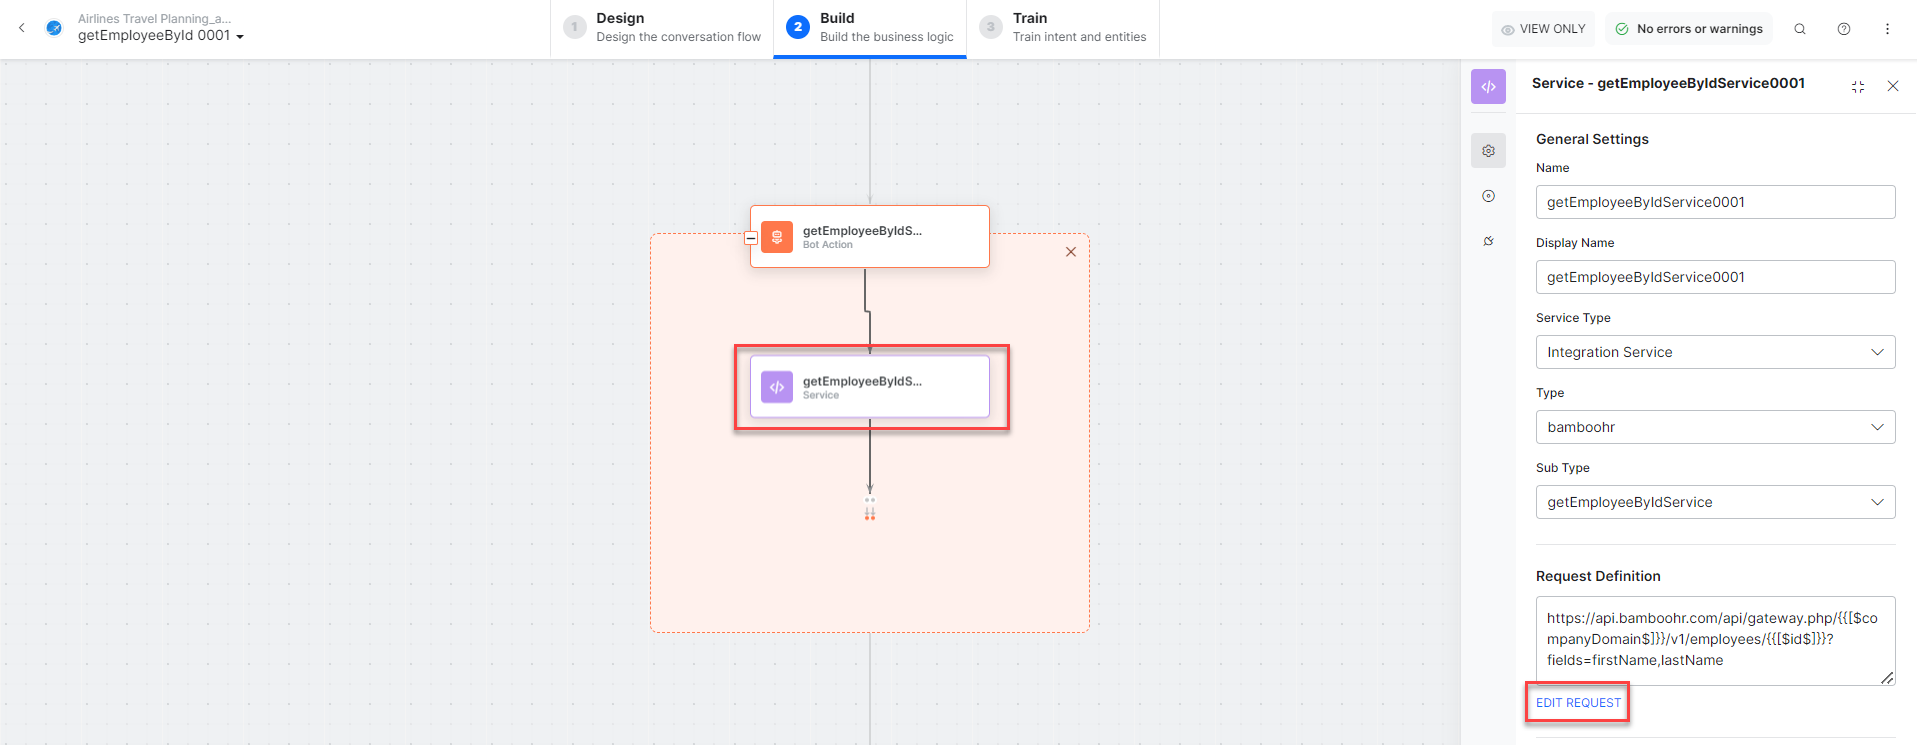 Airlines Travel Planning_a...
getEmployeeById 0001
1
Design
Design the conversation flow
2
Build
Build the business logic
3
Train
Train intent and entities
VIEW ONLY
No errors or warnings
getEmployeeByIdS...
Bot Action
getEmployeeByIdS...
Service
Service - getEmployeeByIdService0001
General Settings
Name
getEmployeeByIdService0001
Display Name
getEmployeeByIdService0001
Service Type
Integration Service
Type
bamboohr
Sub Type
getEmployeeByIdService
Request Definition
https://api.bamboohr.com/api/gateway.php/{{[$co
mpanyDomain$]}}/v1/employees/{{[$id$]}}?
fields=firstName,lastName
EDIT REQUEST